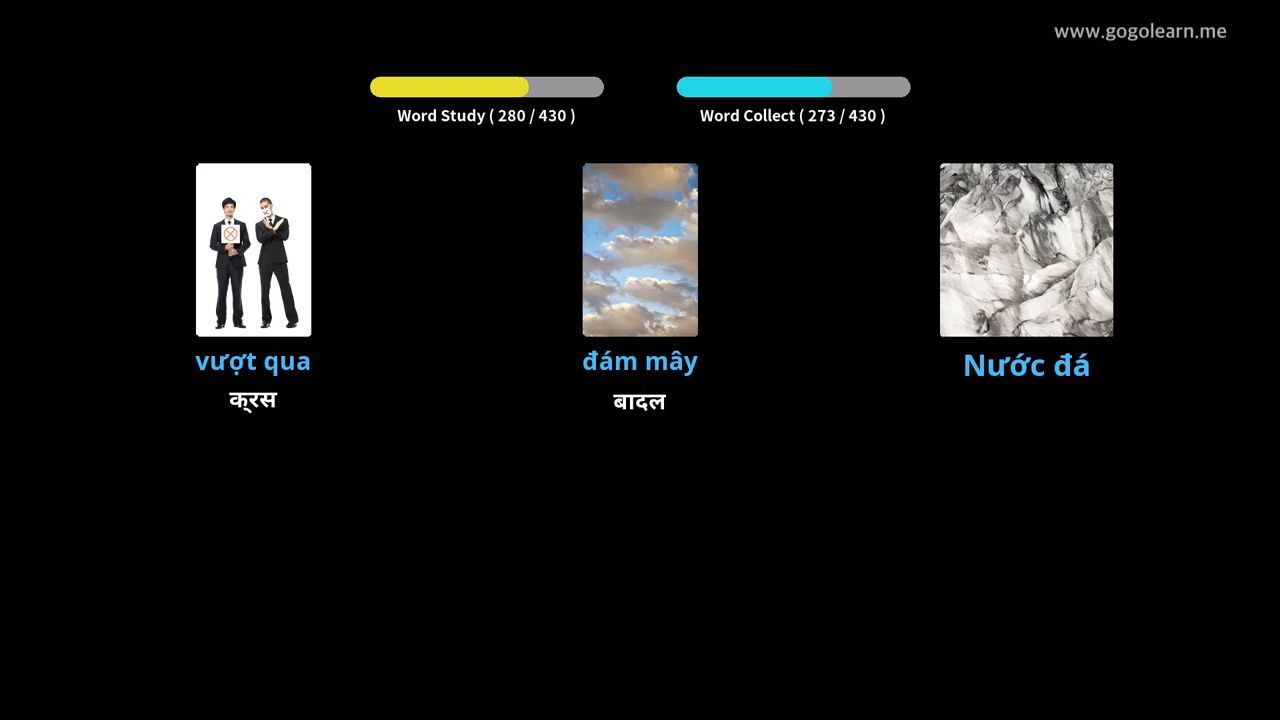 www.gogolearn.me
Word Study ( 280 / 430 )
Word Collect ( 273 / 430 )
vượt qua
क्रस
đám mây
बादल
Nước đá